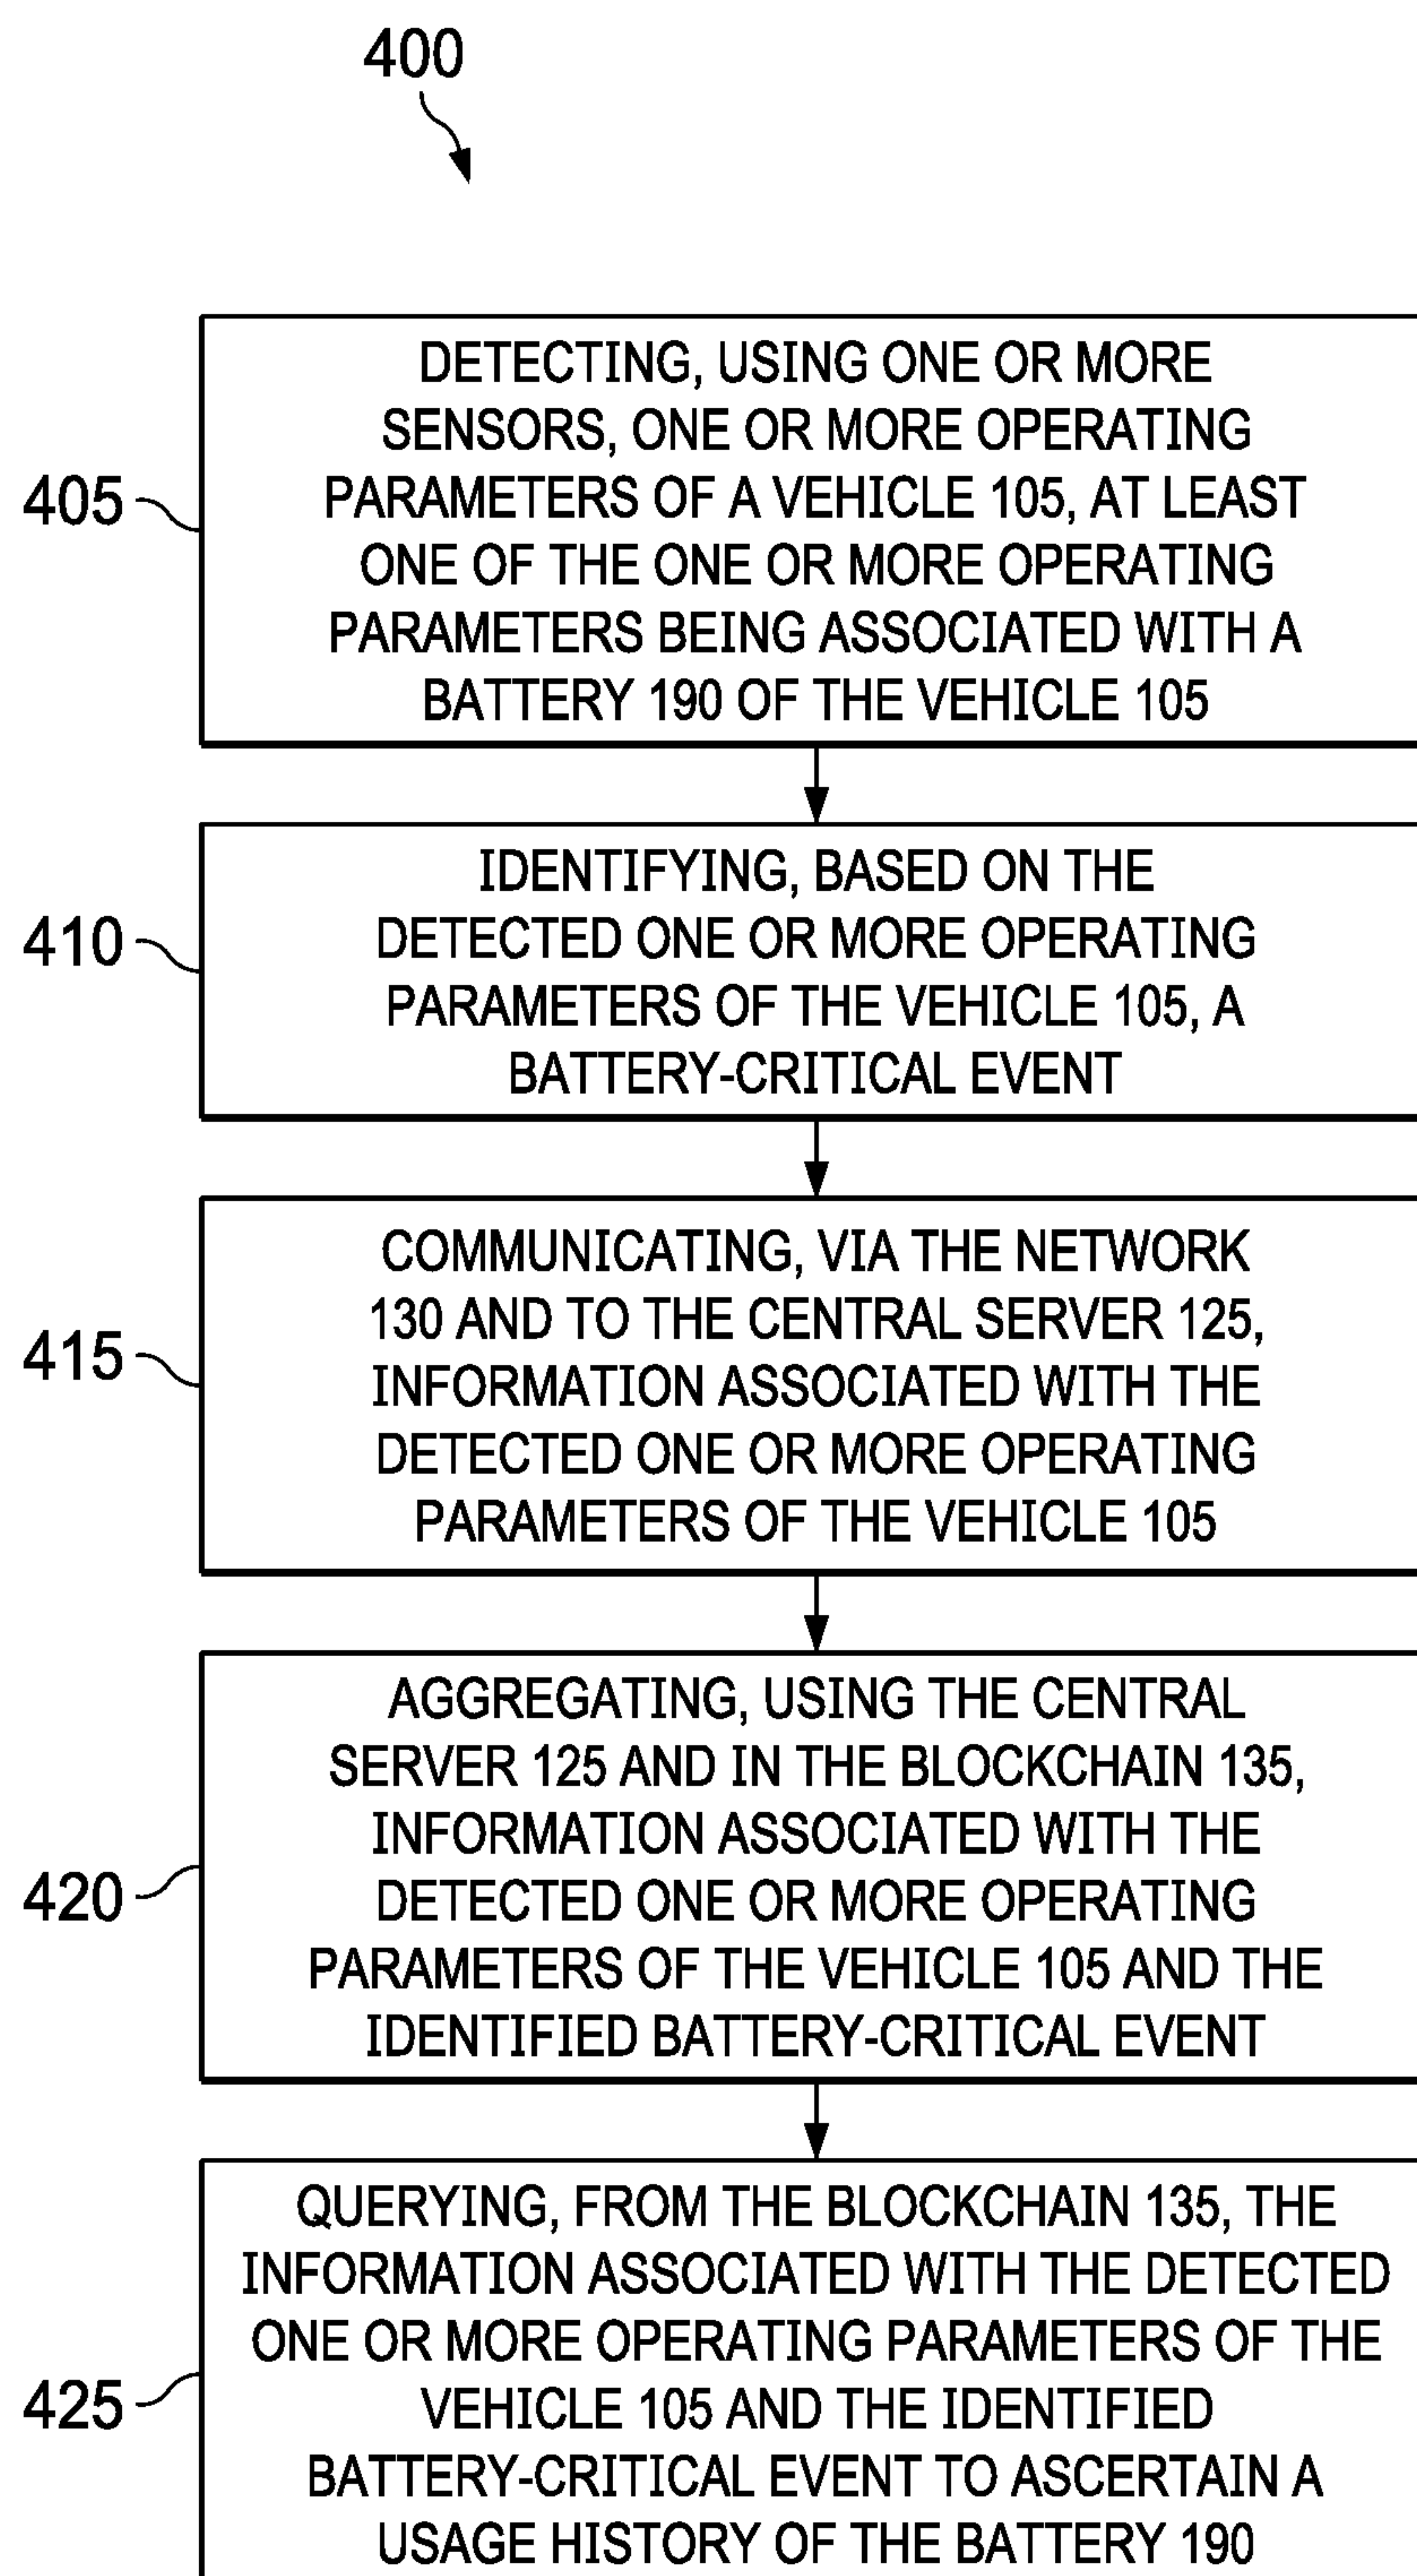 400
DETECTING, USING ONE OR MORE
SENSORS, ONE OR MORE OPERATING
405
PARAMETERS OF A VEHICLE 105, AT LEAST
ONE OF THE ONE OR MORE OPERATING
PARAMETERS BEING ASSOCIATED WITH A
BATTERY 190 OF THE VEHICLE 105
IDENTIFYING, BASED ON THE
410
DETECTED ONE OR MORE OPERATING
PARAMETERS OF THE VEHICLE 105, A
BATTERY-CRITICAL EVENT
COMMUNICATING, VIA THE NETWORK
130 AND TO THE CENTRAL SERVER 125,
415
INFORMATION ASSOCIATED WITH THE
DETECTED ONE OR MORE OPERATING
PARAMETERS OF THE VEHICLE 105
AGGREGATING, USING THE CENTRAL
SERVER 125 AND IN THE BLOCKCHAIN 135,
INFORMATION ASSOCIATED WITH THE
420
DETECTED ONE OR MORE OPERATING
PARAMETERS OF THE VEHICLE 105 AND THE
IDENTIFIED BATTERY-CRITICAL EVENT
QUERYING, FROM THE BLOCKCHAIN 135, THE
INFORMATION ASSOCIATED WITH THE DETECTED
ONE OR MORE OPERATING PARAMETERS OF THE
425
VEHICLE 105 AND THE IDENTIFIED
BATTERY-CRITICAL EVENT TO ASCERTAIN A
USAGE HISTORY OF THE BATTERY 190